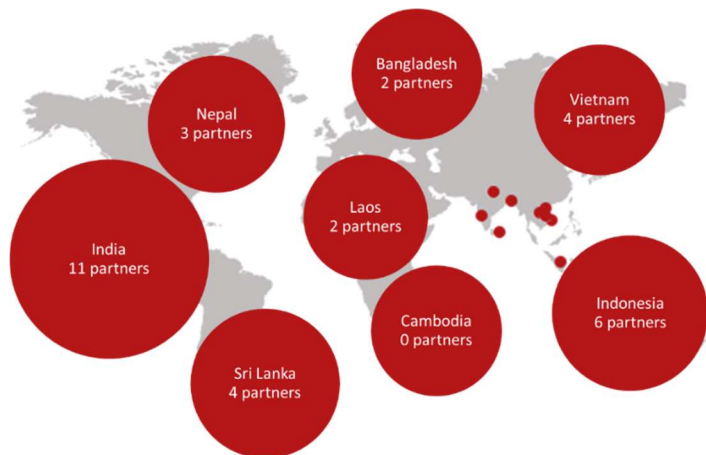 Bangladesh
2 partners
Nepal
3 partners
Vietnam
4 partners
Laos
2 partners
India
11 partners
Cambodia
0 partners
Indonesia
6 partners
Sri Lanka
4 partners